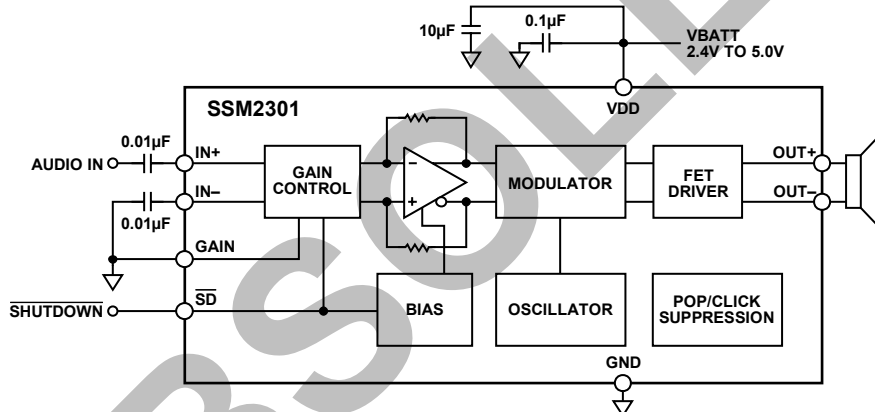 10µF
0.1µF
VBATT
2.4V TO 5.0V
VDD
SSM2301
0.01µF
AUDIO IN
IN+
IN–
0.01µF
GAIN
SHUTDOWN
SD
GAIN
CONTROL
–
+
MODULATOR
FET
DRIVER
OUT+
OUT–
BIAS
OSCILLATOR
POP/CLICK
SUPPRESSION
GND